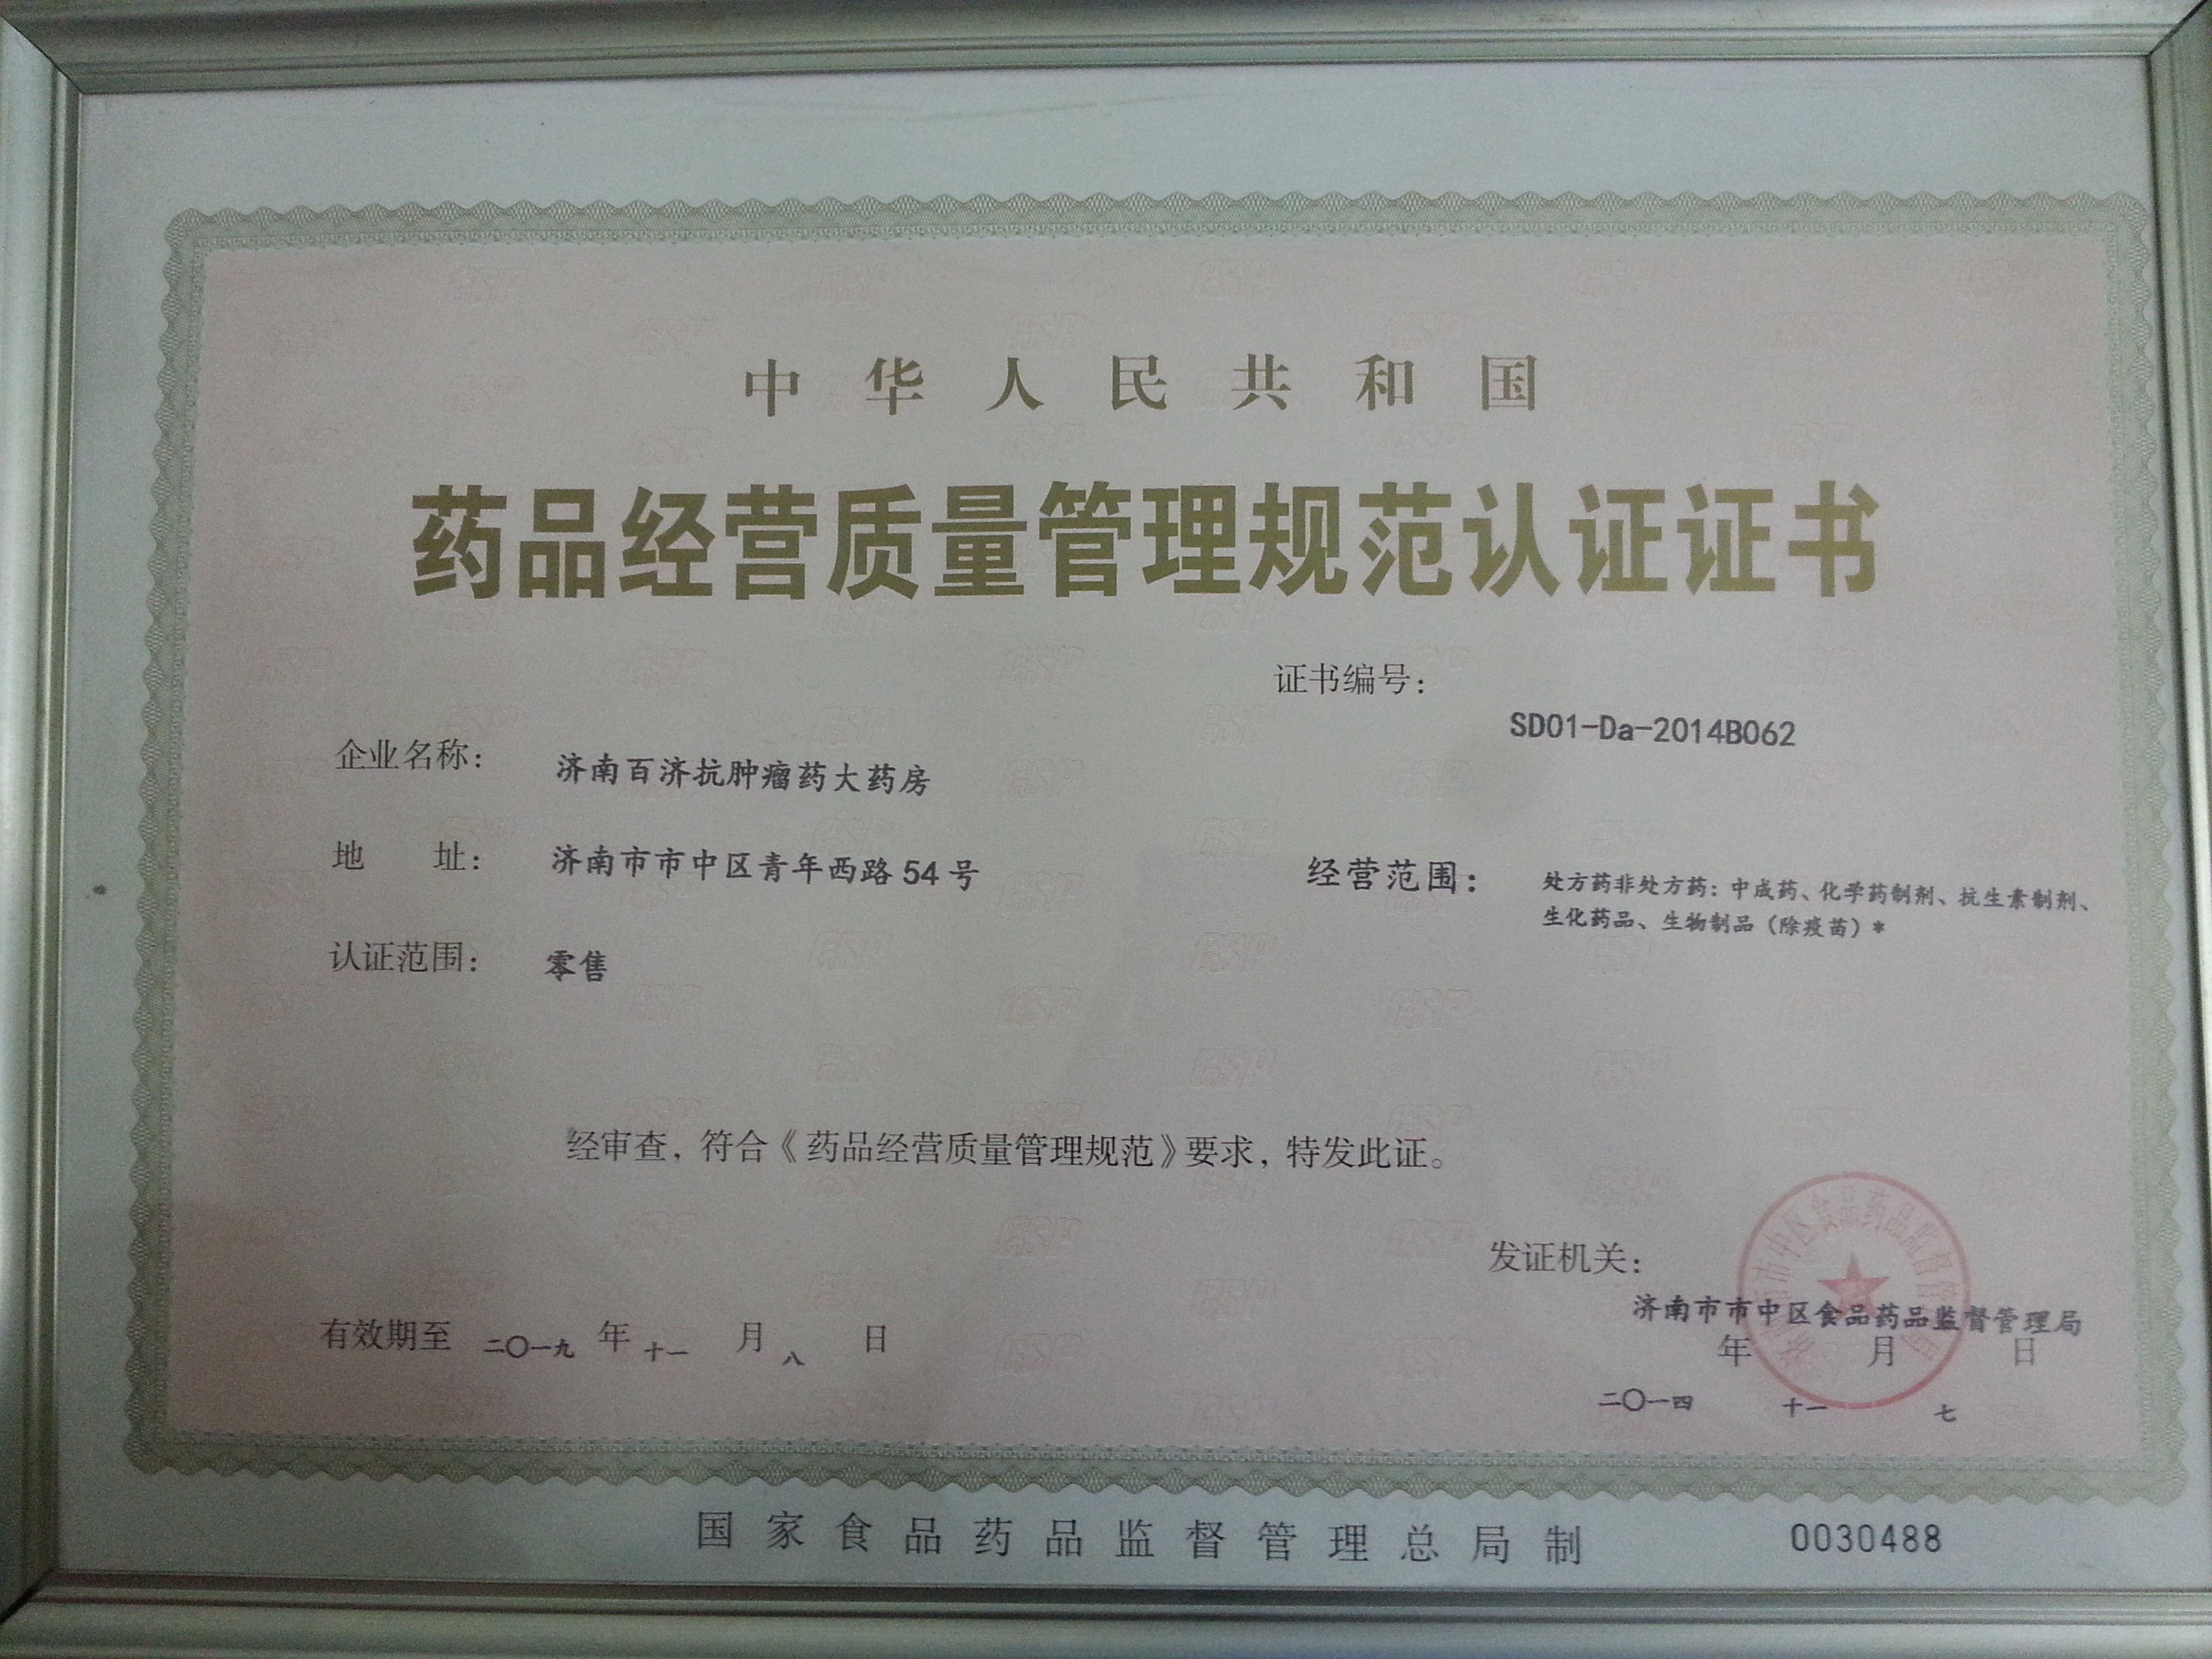 中华人民共和国
药品经营质量管理规范认证证书
证书编号：
SD01-Da-2014B062
企业名称： 济南百济抗肿瘤药大药房
地 址： 济南市市中区青年西路54号
经营范围： 处方药非处方药：中成药、化学药制剂、抗生素制剂、
生化药品、生物制品（除疫苗）*
认证范围： 零售
经审查，符合《药品经营质量管理规范》要求，特发此证。
发证机关：
济南市市中区食品药品监督管理局
年 月 日
二〇一四 十一 七
有效期至 二〇一九 年 十一 月 八 日
国家食品药品监督管理总局制
0030488